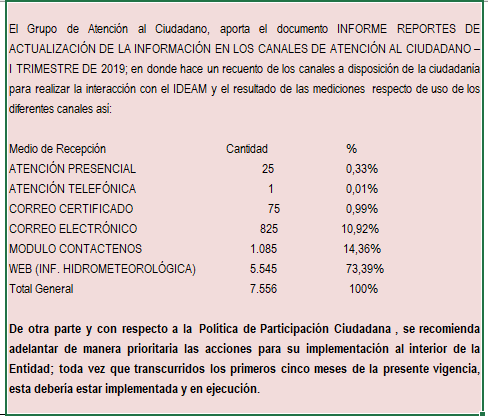 El Grupo de Atención al Ciudadano, aporta el documento INFORME REPORTES DE
ACTUALIZACIÓN DE LA INFORMACIÓN EN LOS CANALES DE ATENCIÓN AL CIUDADANO –
I TRIMESTRE DE 2019; en donde hace un recuento de los canales a disposición de la ciudadanía
para realizar la interacción con el IDEAM y el resultado de las mediciones respecto de uso de los
diferentes canales así:
Medio de Recepción Cantidad %
ATENCIÓN PRESENCIAL 25 0,33%
ATENCIÓN TELEFÓNICA 1 0,01%
CORREO CERTIFICADO 75 0,99%
CORREO ELECTRÓNICO 825 10,92%
MODULO CONTACTENOS 1.085 14,36%
WEB (INF. HIDROMETEOROLÓGICA) 5.545 73,39%
Total General 7.556 100%
De otra parte y con respecto a la Política de Participación Ciudadana , se recomienda
adelantar de manera prioritaria las acciones para su implementación al interior de la
Entidad; toda vez que transcurridos los primeros cinco meses de la presente vigencia,
esta debería estar implementada y en ejecución.